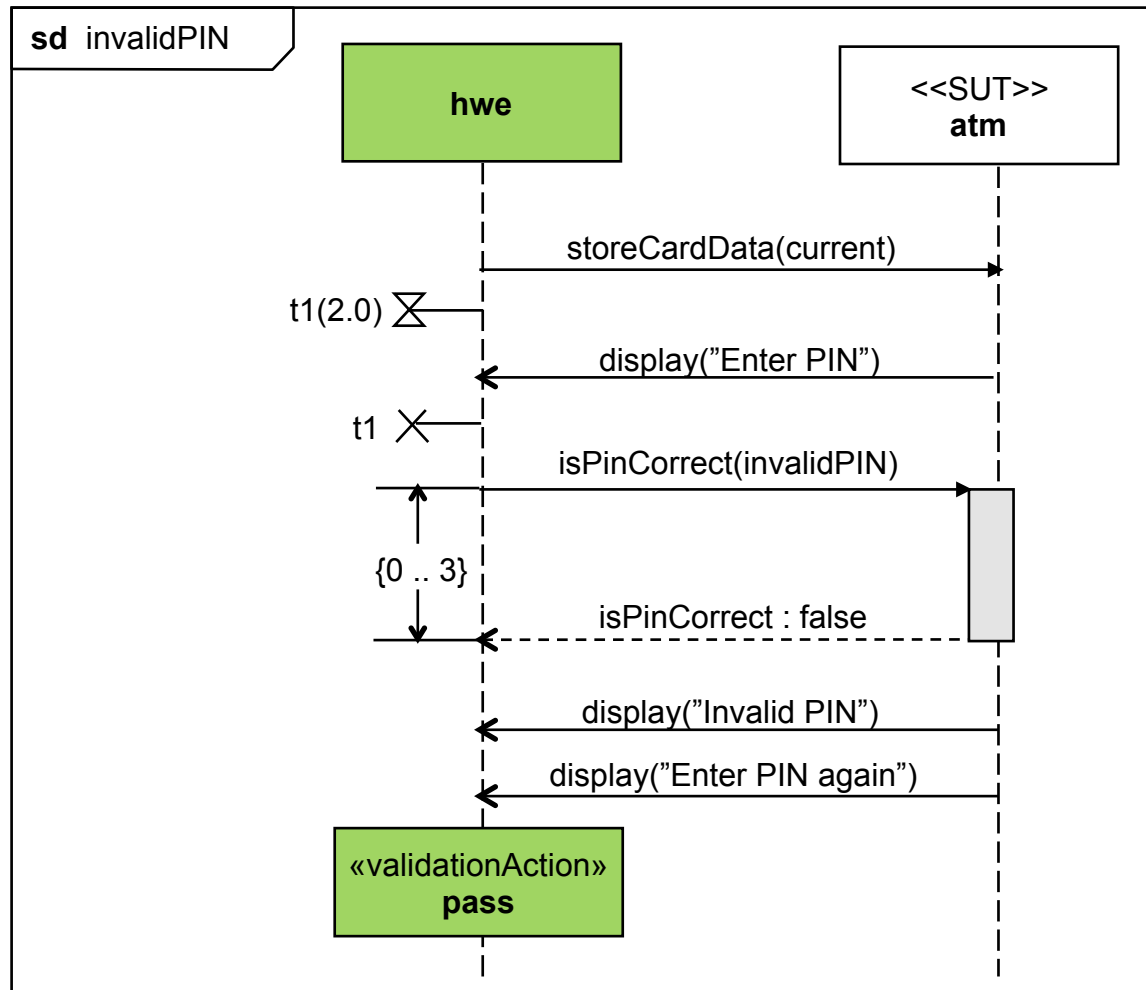 sd invalidPIN
hwe
<<SUT>>
atm
storeCardData(current)
t1(2.0)
display(”Enter PIN”)
t1
isPinCorrect(invalidPIN)
{0 .. 3}
isPinCorrect : false
display(”Invalid PIN”)
display(”Enter PIN again”)
«validationAction»
pass